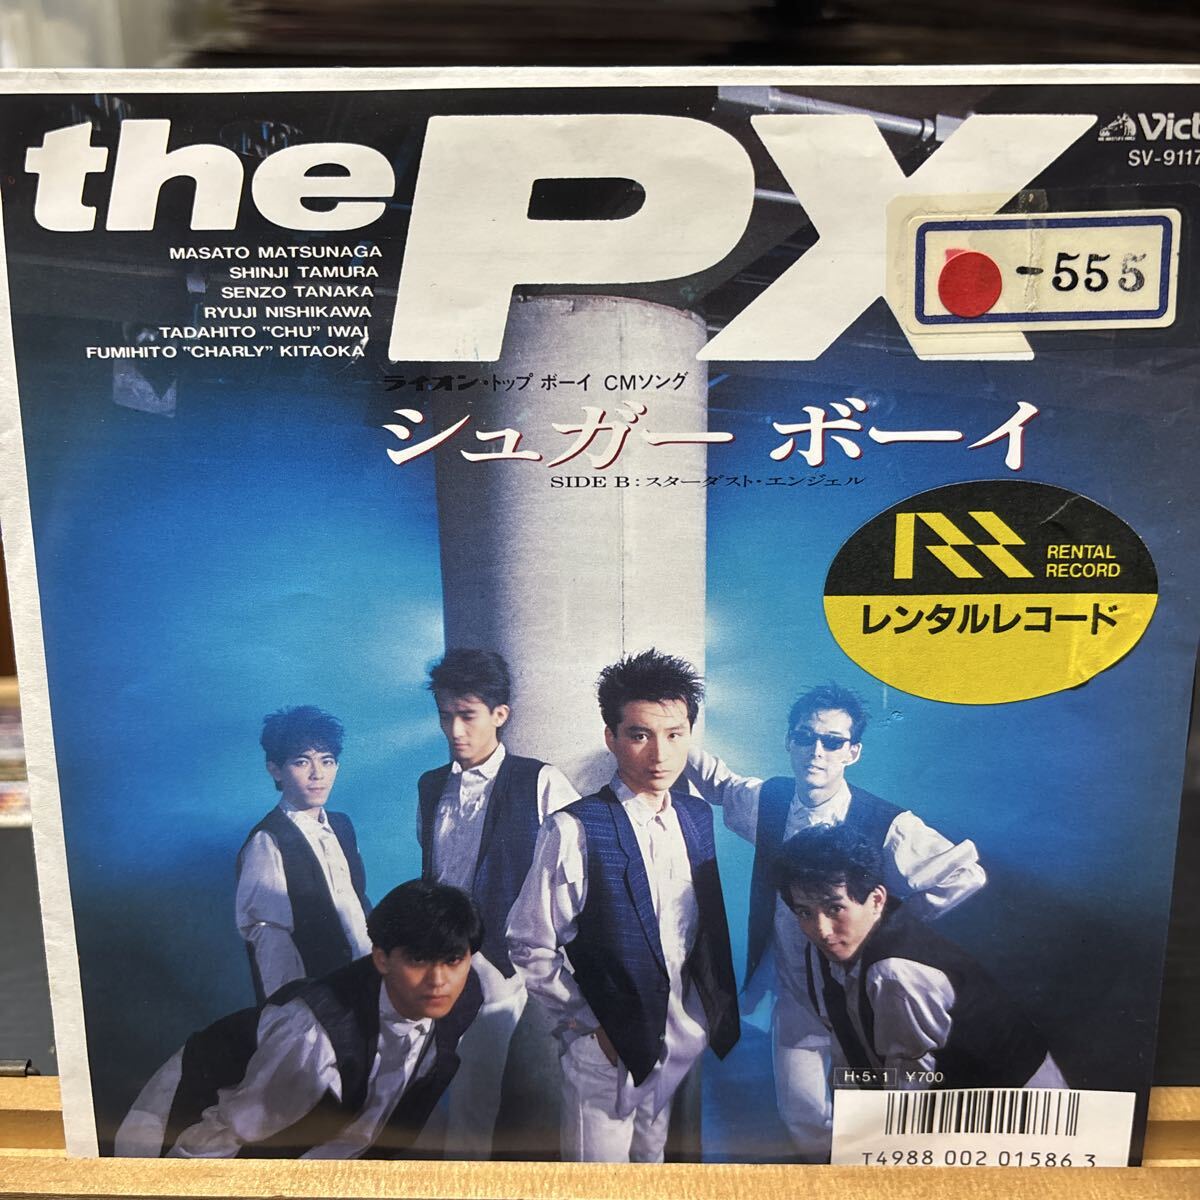 the PX
Vict
SV-9117
MASATO MATSUNAGA
SHINJI TAMURA
SENZO TANAKA
RYUJI NISHIKAWA
TADAHITO "CHU" IWAI
FUMIHITO "CHARLY" KITAOKA
-555
ライオン・トップ ボーイ CMソング
シュガー ボーイ
SIDE B:スターダスト・エンジェル
RENTAL
RECORD
レンタルレコード
H・5・1 ¥700
T4988 002 01586 3